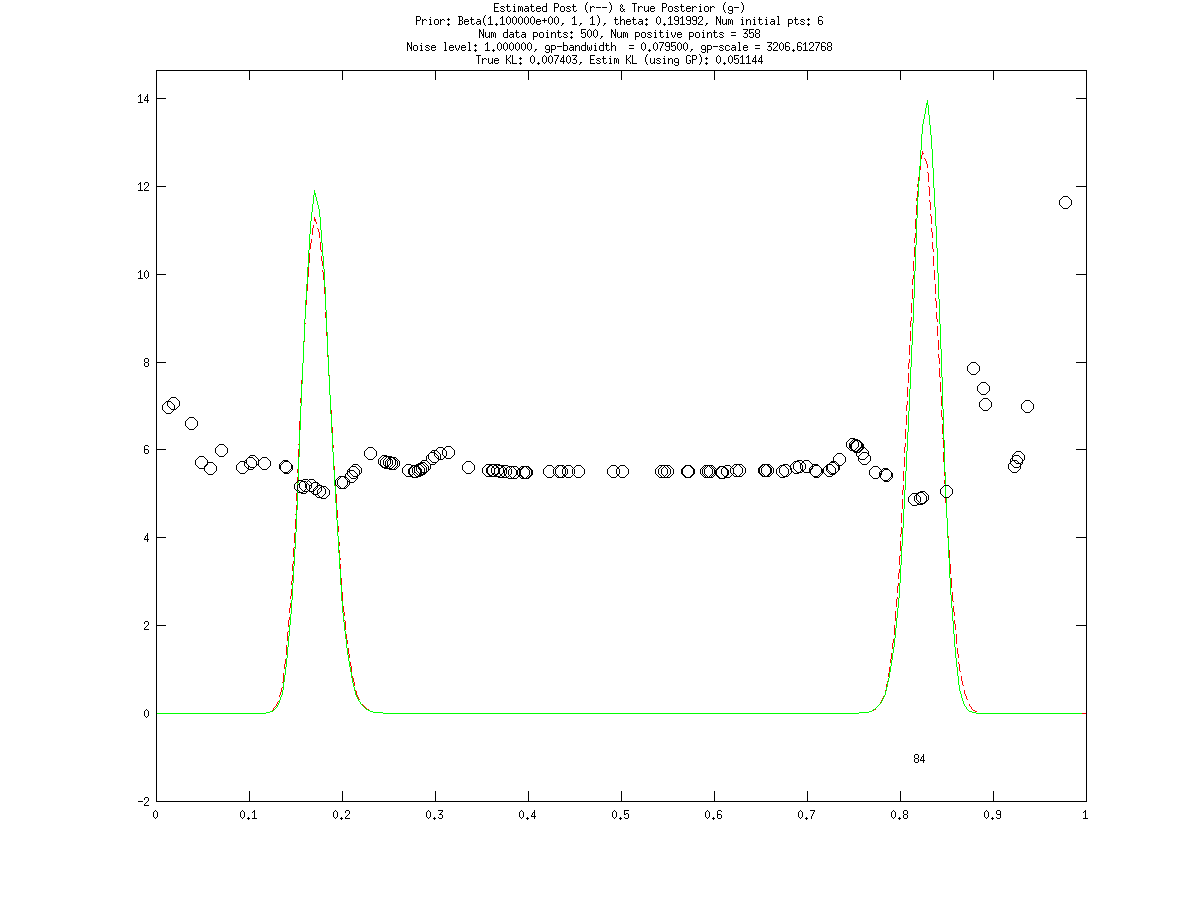 Estimated Post (r--) & True Posterior (g-)
Prior: Beta(1.100000e+00, 1, 1), theta: 0.191992, Num initial pts: 6
Num data points: 500, Num positive points = 358
Noise level: 1.000000, gp-bandwidth = 0.079500, gp-scale = 3206.612768
True KL: 0.007403, Estim KL (using GP): 0.051144
14
12
10
8
6
4
2
0
84
-2
0 0.1 0.2 0.3 0.4 0.5 0.6 0.7 0.8 0.9 1